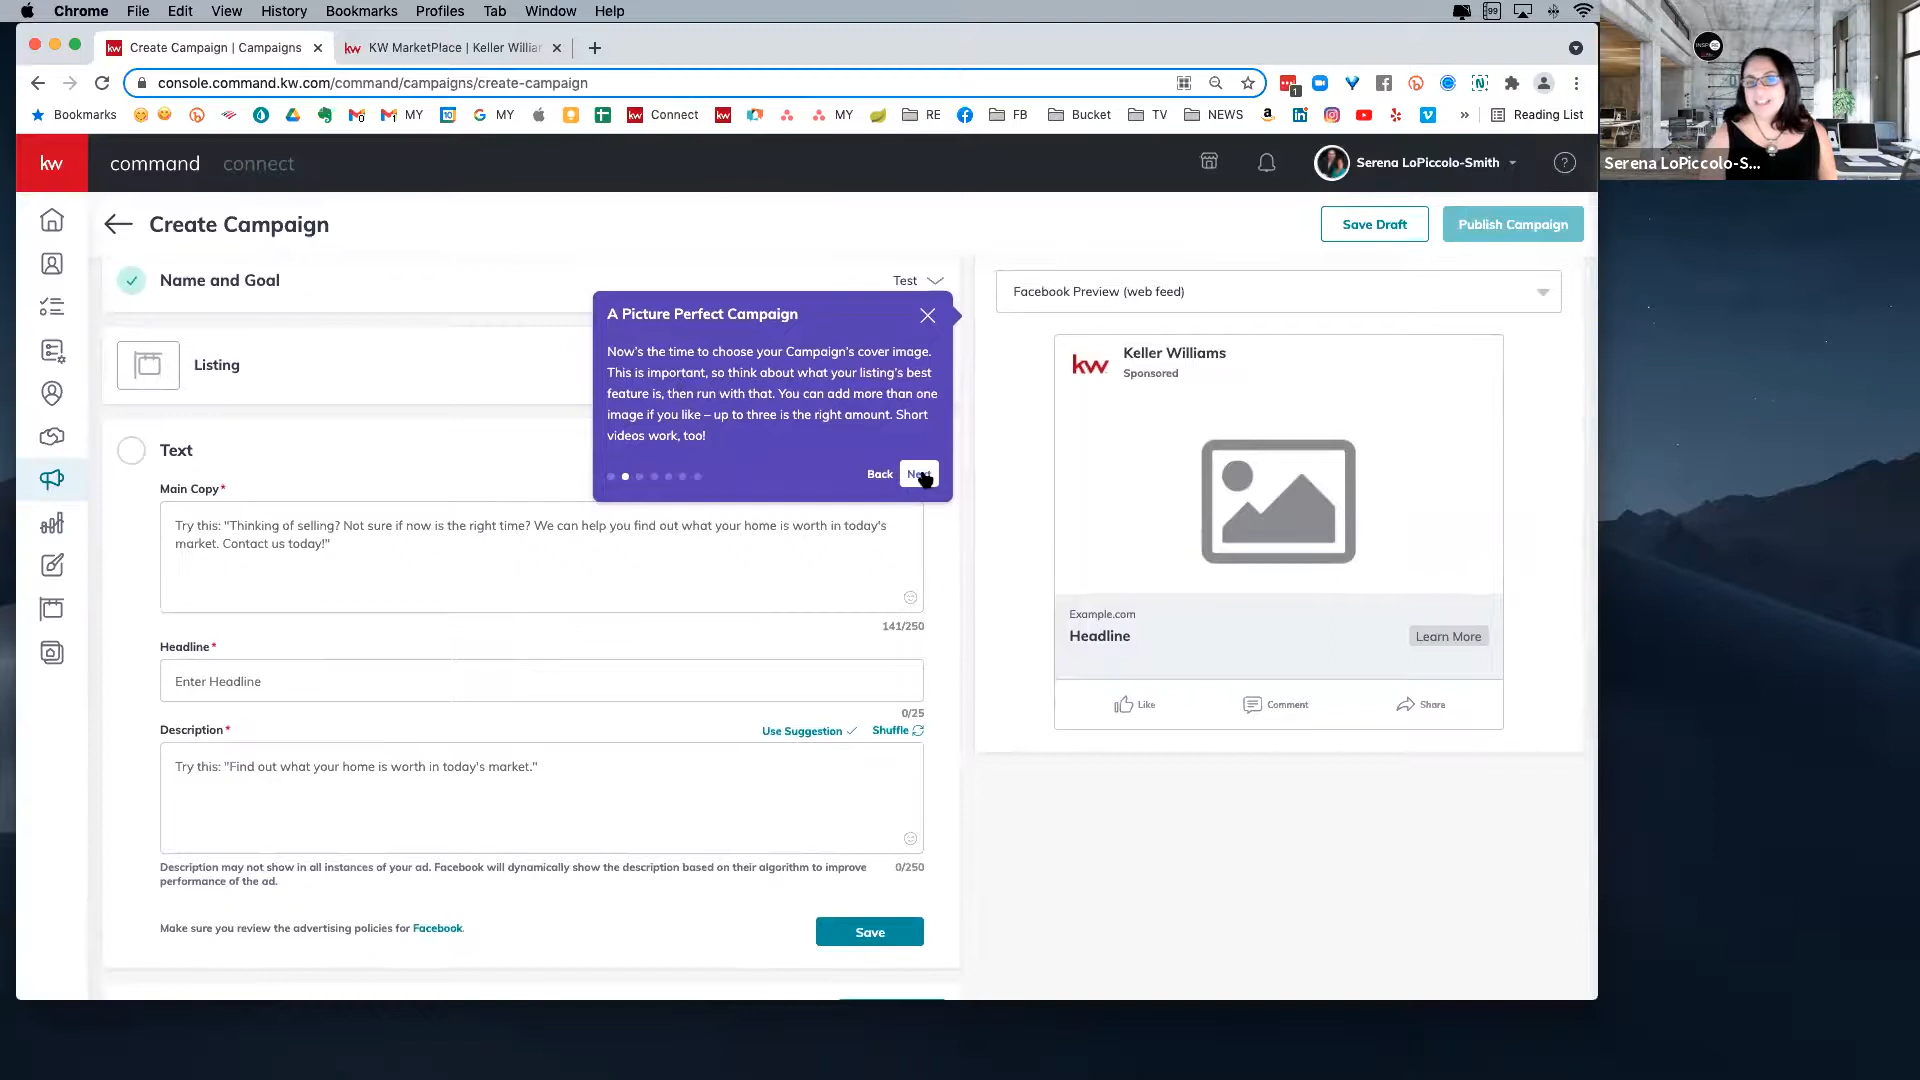 Chrome File Edit View History Bookmarks Profiles Tab Window Help
99
Create Campaign | Campaigns
kw KW MarketPlace | Keller Williar
console.command.kw.com/command/campaigns/create-campaign
1
Bookmarks MY MY Connect MY RE FB Bucket TV NEWS » Reading List
INSPIRE
Serena LoPiccolo-S...
kw command connect Serena LoPiccolo-Smith ?
Create Campaign Save Draft Publish Campaign
Name and Goal Test
Facebook Preview (web feed)
A Picture Perfect Campaign
Now's the time to choose your Campaign's cover image.
This is important, so think about what your listing's best
feature is, then run with that. You can add more than one
image if you like – up to three is the right amount. Short
videos work, too!
Back Next
Listing
Text
Main Copy*
Try this: "Thinking of selling? Not sure if now is the right time? We can help you find out what your home is worth in today's
market. Contact us today!"
141/250
Headline*
Enter Headline
0/25
Description* Use Suggestion Shuffle
Try this: "Find out what your home is worth in today's market."
Description may not show in all instances of your ad. Facebook will dynamically show the description based on their algorithm to improve
performance of the ad.
0/250
Make sure you review the advertising policies for Facebook.
Save
kw Keller Williams
Sponsored
Example.com
Headline Learn More
Like Comment Share